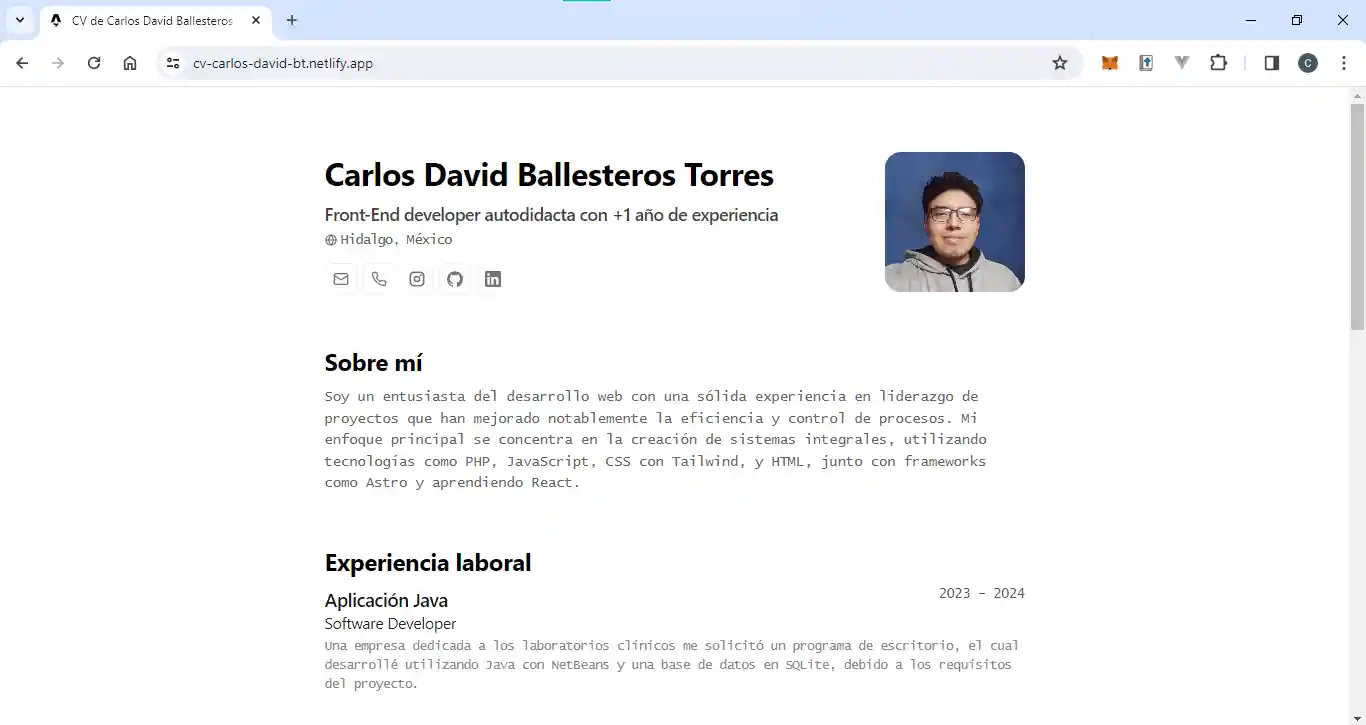 CV de Carlos David Ballesteros
cv-carlos-david-bt.netlify.app
C
Carlos David Ballesteros Torres
Front-End developer autodidacta con +1 año de experiencia
Hidalgo, México
in
Sobre mí
Soy un entusiasta del desarrollo web con una sólida experiencia en liderazgo de
proyectos que han mejorado notablemente la eficiencia y control de procesos. Mi
enfoque principal se concentra en la creación de sistemas integrales, utilizando
tecnologías como PHP, JavaScript, CSS con Tailwind, y HTML, junto con frameworks
como Astro y aprendiendo React.
Experiencia laboral
2023 - 2024
Aplicación Java
Software Developer
Una empresa dedicada a los laboratorios clínicos me solicitó un programa de escritorio, el cual
desarrollé utilizando Java con NetBeans y una base de datos en SQLite, debido a los requisitos
del proyecto.